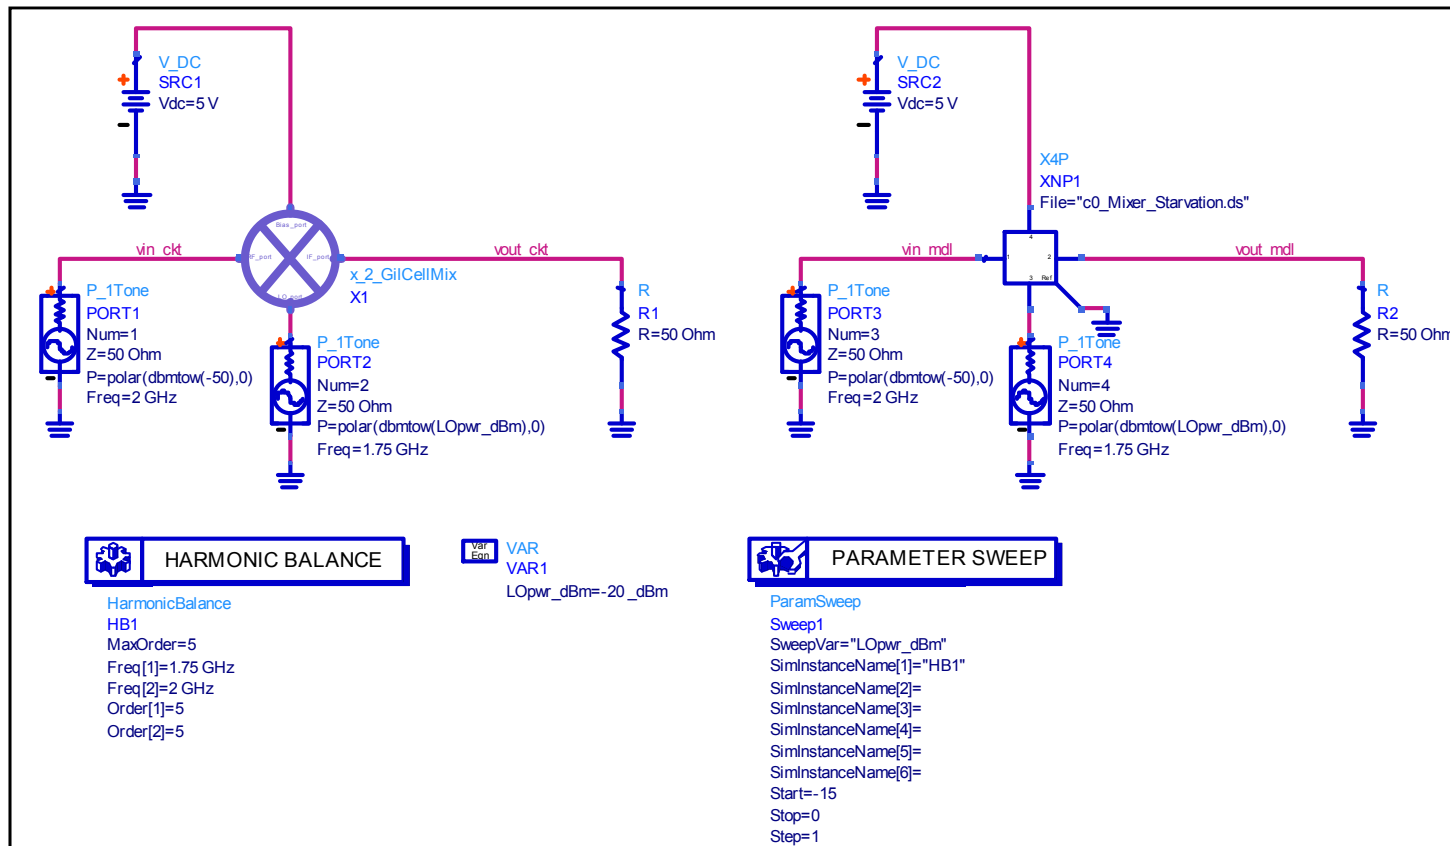 V_DC
SRC1
Vdc=5 V
Bias_port
RF_port
IF_port
LO_port
vin_ckt
vout_ckt
x_2_GilCellMix
X1
P_1Tone
PORT1
Num=1
Z=50 Ohm
P=polar(dbmtow(-50),0)
Freq=2 GHz
P_1Tone
PORT2
Num=2
Z=50 Ohm
P=polar(dbmtow(LOpwr_dBm),0)
Freq=1.75 GHz
R
R1
R=50 Ohm
V_DC
SRC2
Vdc=5 V
X4P
XNP1
File="c0_Mixer_Starvation.ds"
4
1
2
3 Ref
vin_mdl
vout_mdl
P_1Tone
PORT3
Num=3
Z=50 Ohm
P=polar(dbmtow(-50),0)
Freq=2 GHz
P_1Tone
PORT4
Num=4
Z=50 Ohm
P=polar(dbmtow(LOpwr_dBm),0)
Freq=1.75 GHz
R
R2
R=50 Ohm
HARMONIC BALANCE
HarmonicBalance
HB1
MaxOrder=5
Freq[1]=1.75 GHz
Freq[2]=2 GHz
Order[1]=5
Order[2]=5
Var
Eqn
VAR
VAR1
LOpwr_dBm=-20 _dBm
PARAMETER SWEEP
ParamSweep
Sweep1
SweepVar="LOpwr_dBm"
SimInstanceName[1]="HB1"
SimInstanceName[2]=
SimInstanceName[3]=
SimInstanceName[4]=
SimInstanceName[5]=
SimInstanceName[6]=
Start=-15
Stop=0
Step=1